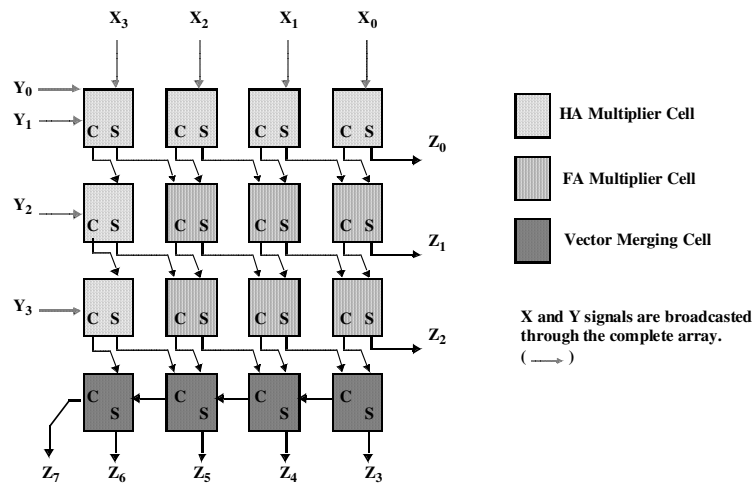 X3 X2 X1 X0
Y0
Y1
C S C S C S C S
Z0
HA Multiplier Cell
Y2
C S C S C S C S
Z1
FA Multiplier Cell
Vector Merging Cell
Y3
C S C S C S C S
Z2
X and Y signals are broadcasted
through the complete array.
( )
C S C S C S C S
Z7 Z6 Z5 Z4 Z3